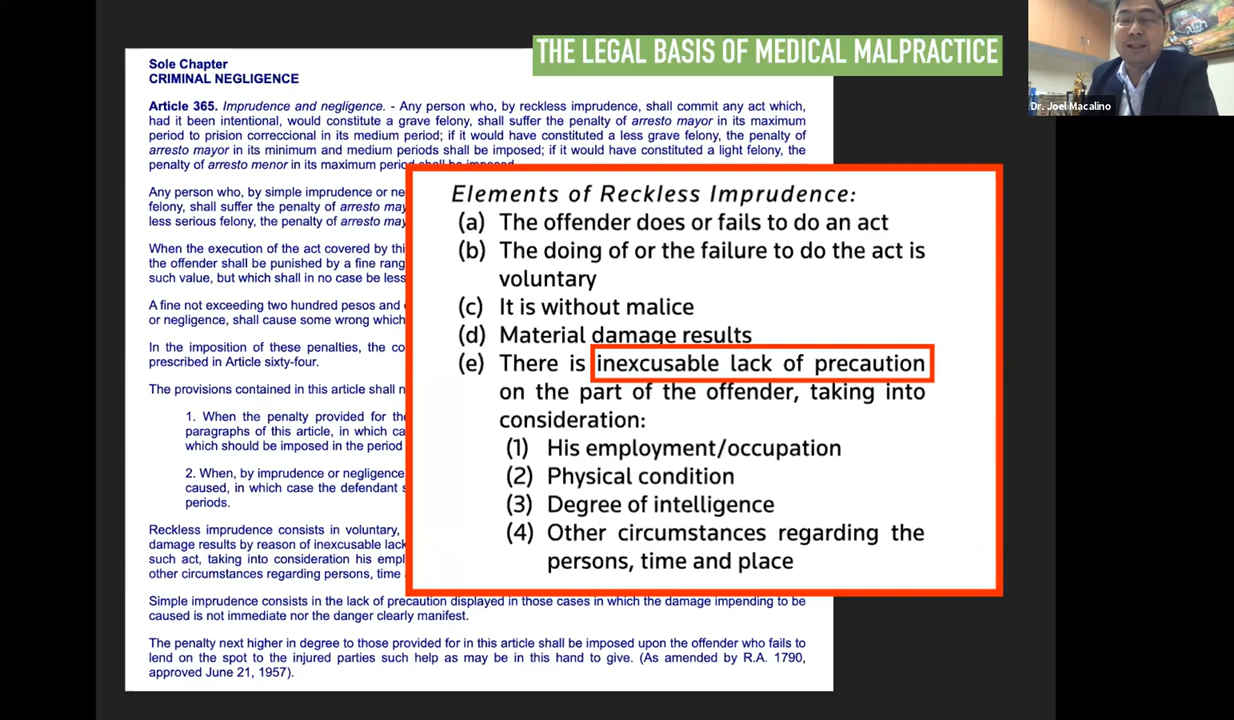 THE LEGAL BASIS OF MEDICAL MALPRACTICE
Dr. Joel Macalino
Sole Chapter
CRIMINAL NEGLIGENCE
Article 365. Imprudence and negligence. - Any person who, by reckless imprudence, shall commit any act which,
had it been intentional, would constitute a grave felony, shall suffer the penalty of arresto mayor in its maximum
period to prision correccional in its medium period; if it would have constituted a less grave felony, the penalty of
arresto mayor in its minimum and medium periods shall be imposed; if it would have constituted a light felony, the
penalty of arresto menor in its maximum period shall be imposed.
Any person who, by simple imprudence or ne
felony, shall suffer the penalty of arresto may
less serious felony, the penalty of arresto may
When the execution of the act covered by thi
the offender shall be punished by a fine rang
such value, but which shall in no case be less
A fine not exceeding two hundred pesos and
or negligence, shall cause some wrong which
In the imposition of these penalties, the co
prescribed in Article sixty-four.
The provisions contained in this article shall n
1. When the penalty provided for the
paragraphs of this article, in which ca
which should be imposed in the period
2. When, by imprudence or negligence
caused, in which case the defendant s
periods.
Reckless imprudence consists in voluntary,
damage results by reason of inexcusable lack
such act, taking into consideration his empl
other circumstances regarding persons, time
Simple imprudence consists in the lack of precaution displayed in those cases in which the damage impending to be
caused is not immediate nor the danger clearly manifest.
The penalty next higher in degree to those provided for in this article shall be imposed upon the offender who fails to
lend on the spot to the injured parties such help as may be in this hand to give. (As amended by R.A. 1790,
approved June 21, 1957).
Elements of Reckless Imprudence:
(a) The offender does or fails to do an act
(b) The doing of or the failure to do the act is
voluntary
(c) It is without malice
(d) Material damage results
(e) There is inexcusable lack of precaution
on the part of the offender, taking into
consideration:
(1) His employment/occupation
(2) Physical condition
(3) Degree of intelligence
(4) Other circumstances regarding the
persons, time and place